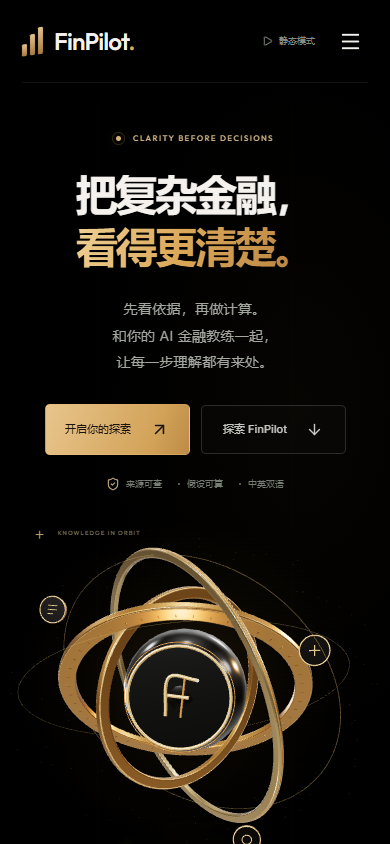 FinPilot.
静态模式
CLARITY BEFORE DECISIONS
把复杂金融，
看得更清楚。
先看依据，再做计算。
和你的 AI 金融教练一起，
让每一步理解都有来处。
开启你的探索
探索 FinPilot
来源可查 · 假设可算 · 中英双语
KNOWLEDGE IN ORBIT